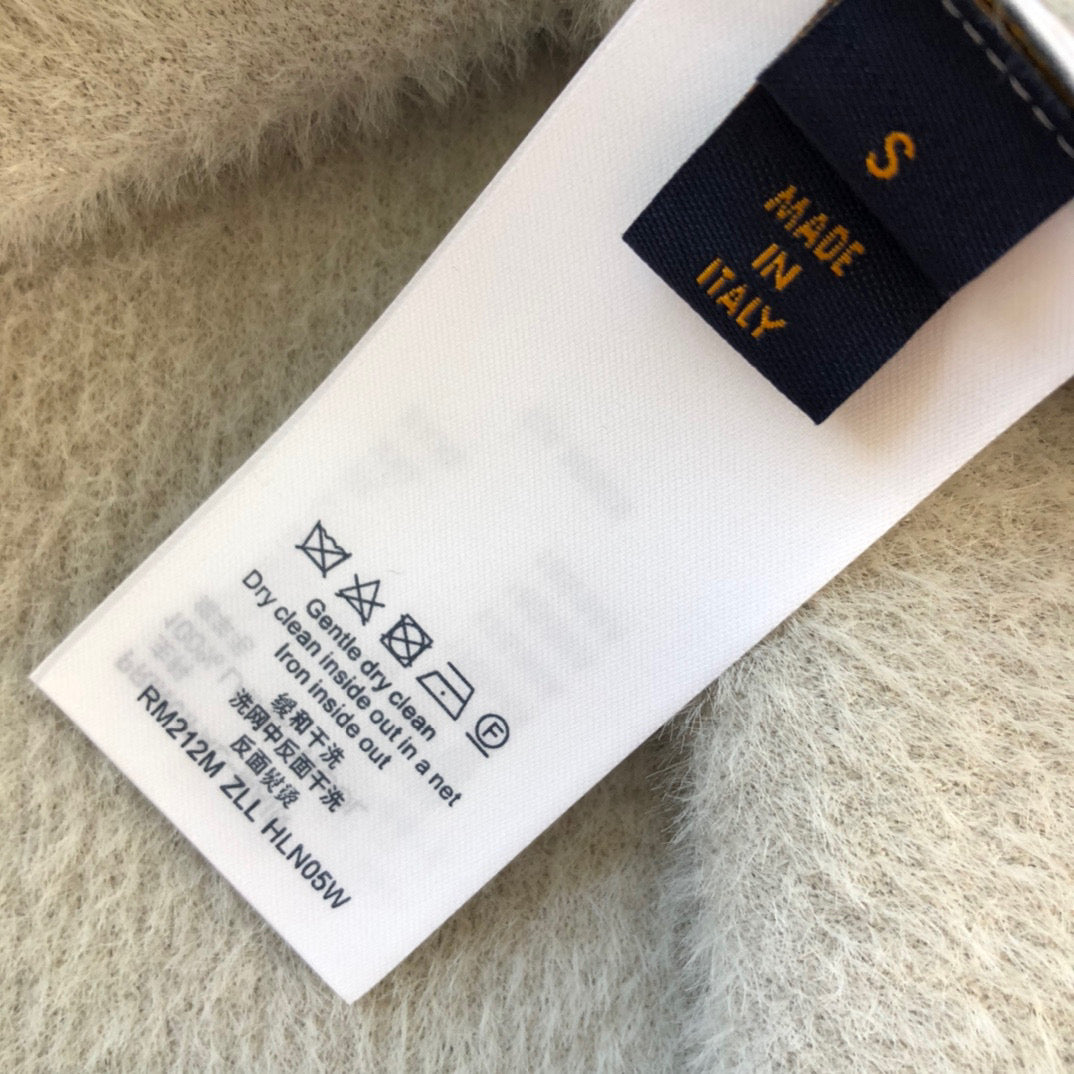 S
MADE
IN
ITALY
F
Gentle dry clean
Dry clean inside out in a net
Iron inside out
缓和干洗
洗网中反面干洗
反面熨烫
RM212M ZLL HLN05W